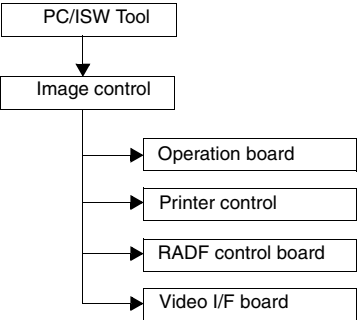 PC/ISW Tool
Image control
Operation board
Printer control
RADF control board
Video I/F board